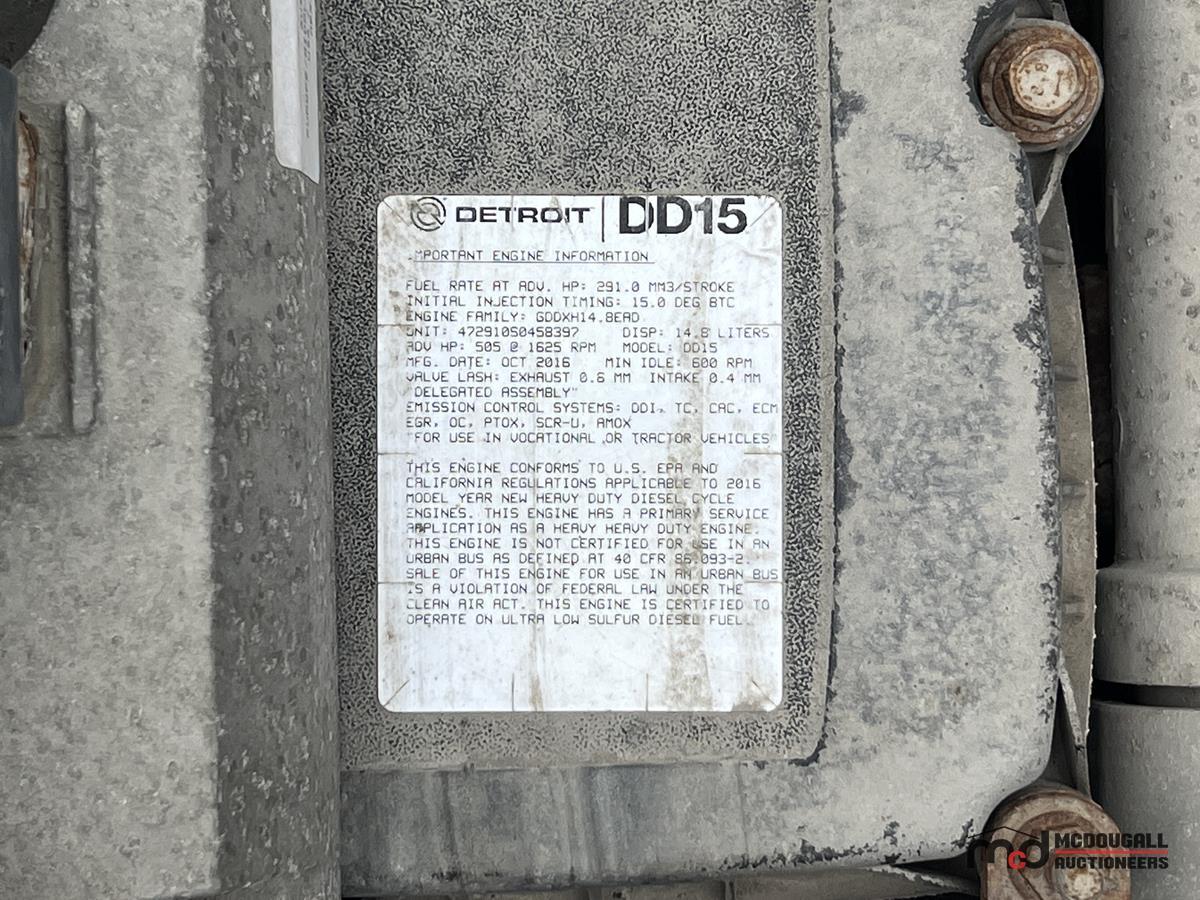 DETROIT DD15
IMPORTANT ENGINE INFORMATION
FUEL RATE AT ADV. HP: 291.0 MM3/STROKE
INITIAL INJECTION TIMING: 15.0 DEG BTC
ENGINE FAMILY: GDDXH14.8EAD
UNIT: 472910S0458397 DISP: 14.8 LITERS
ADV HP: 505 @ 1625 RPM MODEL: DD15
MFG. DATE: OCT 2016 MIN IDLE: 600 RPM
VALVE LASH: EXHAUST 0.6 MM INTAKE 0.4 MM
"DELEGATED ASSEMBLY"
EMISSION CONTROL SYSTEMS: DDI, TC, CAC, ECM
EGR, OC, PTOX, SCR-U, AMOX
"FOR USE IN VOCATIONAL OR TRACTOR VEHICLES"
THIS ENGINE CONFORMS TO U.S. EPA AND
CALIFORNIA REGULATIONS APPLICABLE TO 2016
MODEL YEAR NEW HEAVY DUTY DIESEL CYCLE
ENGINES. THIS ENGINE HAS A PRIMARY SERVICE
APPLICATION AS A HEAVY HEAVY DUTY ENGINE.
THIS ENGINE IS NOT CERTIFIED FOR USE IN AN
URBAN BUS AS DEFINED AT 40 CFR 86.093-2.
SALE OF THIS ENGINE FOR USE IN AN URBAN BUS
IS A VIOLATION OF FEDERAL LAW UNDER THE
CLEAN AIR ACT. THIS ENGINE IS CERTIFIED TO
OPERATE ON ULTRA LOW SULFUR DIESEL FUEL.
mcd MCDOUGALL
AUCTIONEERS